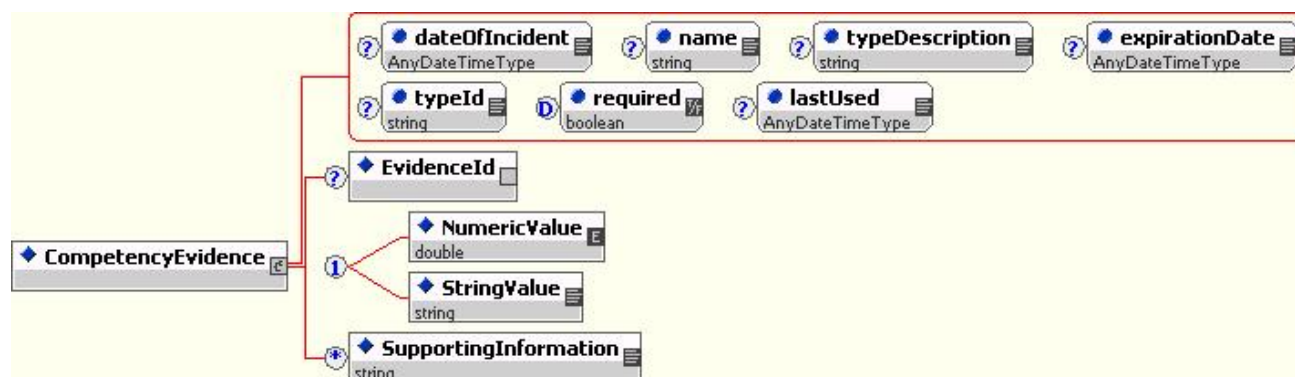 ? dateOfIncident ? name ? typeDescription ? expirationDate
AnyDateTimeType string string AnyDateTimeType
? typeId D required T/F ? lastUsed
string boolean AnyDateTimeType
? EvidenceId
NumericValue E
double
CompetencyEvidence
1
StringValue
string
* SupportingInformation
string